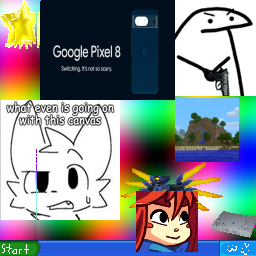 Google Pixel 8
Switching. It's not so scary.
what even is going on
with this canvas
Start